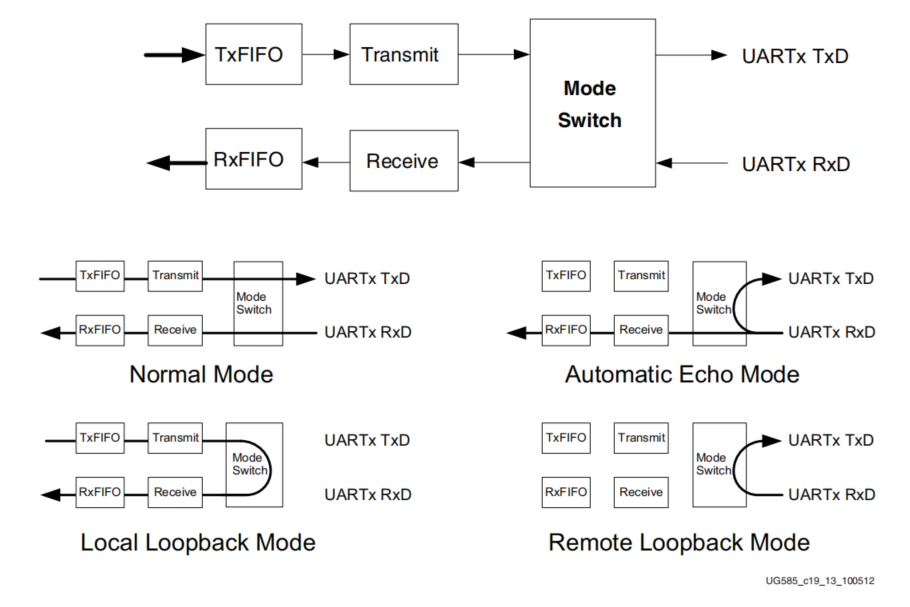 TxFIFO
Transmit
Mode
Switch
UARTx TxD
RxFIFO
Receive
UARTx RxD
TxFIFO
Transmit
Mode
Switch
UARTx TxD
RxFIFO
Receive
UARTx RxD
Normal Mode
TxFIFO
Transmit
Mode
Switch
UARTx TxD
RxFIFO
Receive
UARTx RxD
Automatic Echo Mode
TxFIFO
Transmit
Mode
Switch
UARTx TxD
RxFIFO
Receive
UARTx RxD
Local Loopback Mode
TxFIFO
Transmit
Mode
Switch
UARTx TxD
RxFIFO
Receive
UARTx RxD
Remote Loopback Mode
UG585_c19_13_100512